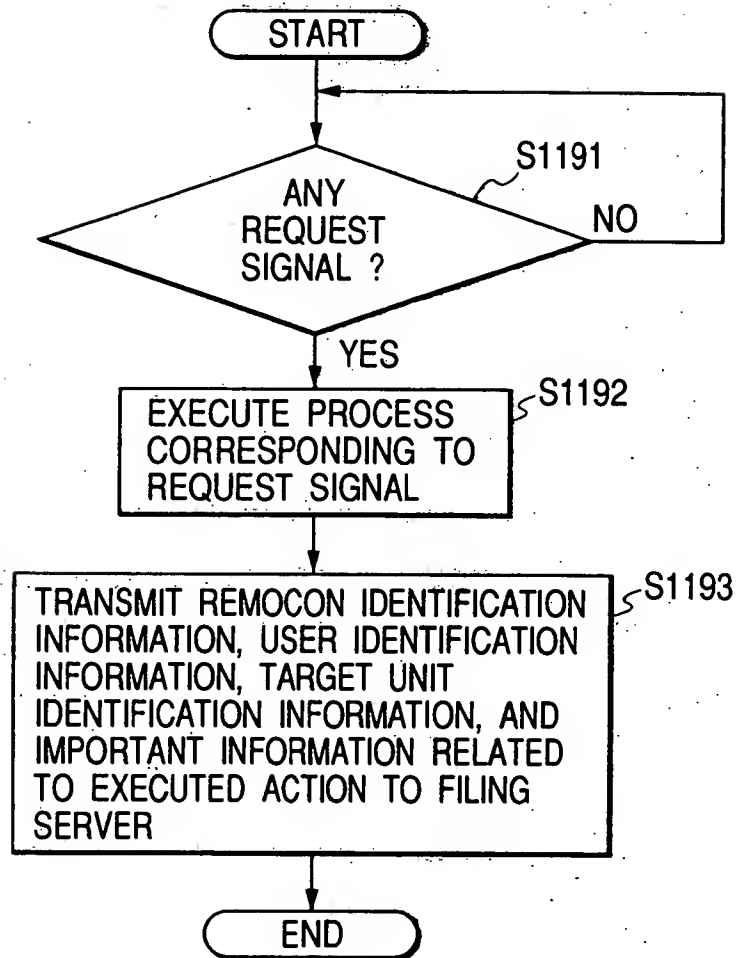 START
S1191
ANY
REQUEST
SIGNAL ?
NO
YES
S1192
EXECUTE PROCESS
CORRESPONDING TO
REQUEST SIGNAL
S1193
TRANSMIT REMOCON IDENTIFICATION
INFORMATION, USER IDENTIFICATION
INFORMATION, TARGET UNIT
IDENTIFICATION INFORMATION, AND
IMPORTANT INFORMATION RELATED
TO EXECUTED ACTION TO FILING
SERVER
END